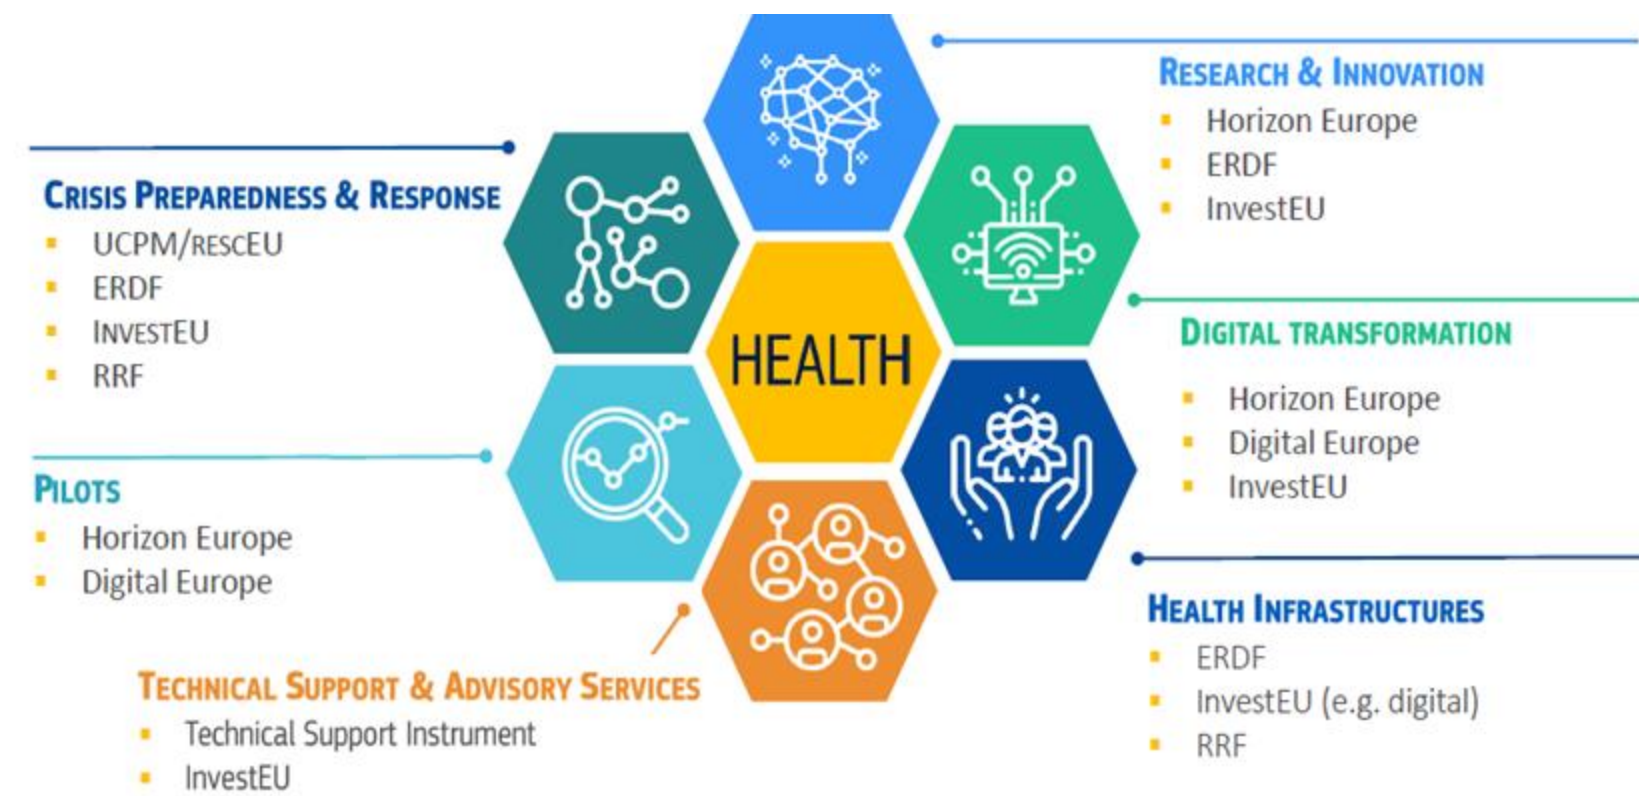 RESEARCH & INNOVATION
Horizon Europe
ERDF
InvestEU
CRISIS PREPAREDNESS & RESPONSE
UCPM/RESCEU
ERDF
INVESTEU
RRF
HEALTH
DIGITAL TRANSFORMATION
Horizon Europe
Digital Europe
InvestEU
PILOTS
Horizon Europe
Digital Europe
HEALTH INFRASTRUCTURES
ERDF
InvestEU (e.g. digital)
RRF
TECHNICAL SUPPORT & ADVISORY SERVICES
Technical Support Instrument
InvestEU